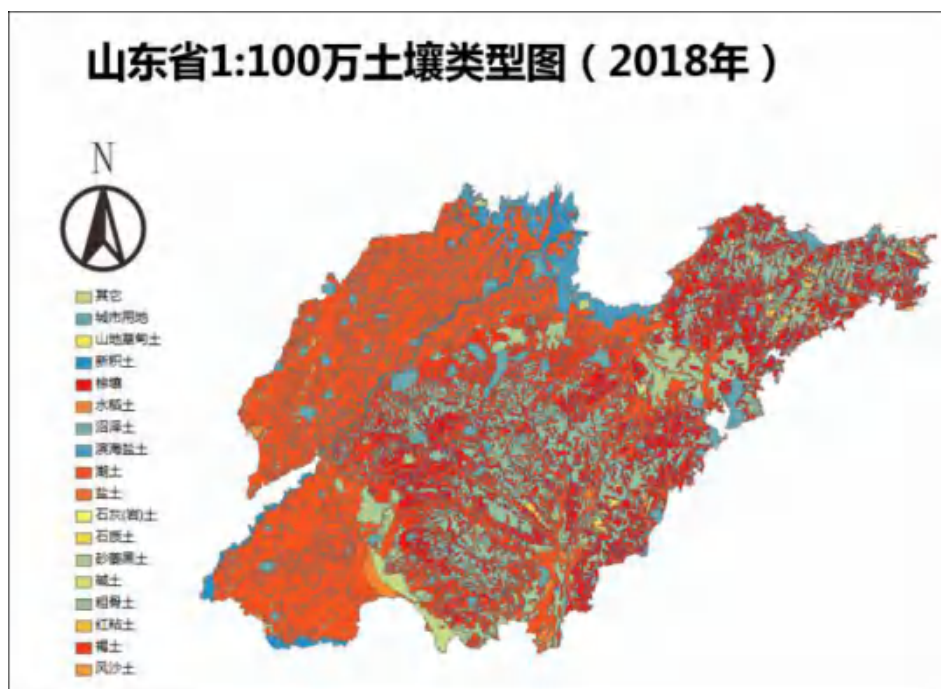 山东省1:100万土壤类型图（2018年）
N
其它
城市用地
山地草甸土
新积土
棕壤
水稻土
沼泽土
滨海盐土
潮土
盐土
石灰(岩)土
石质土
砂姜黑土
碱土
粗骨土
红粘土
褐土
风沙土